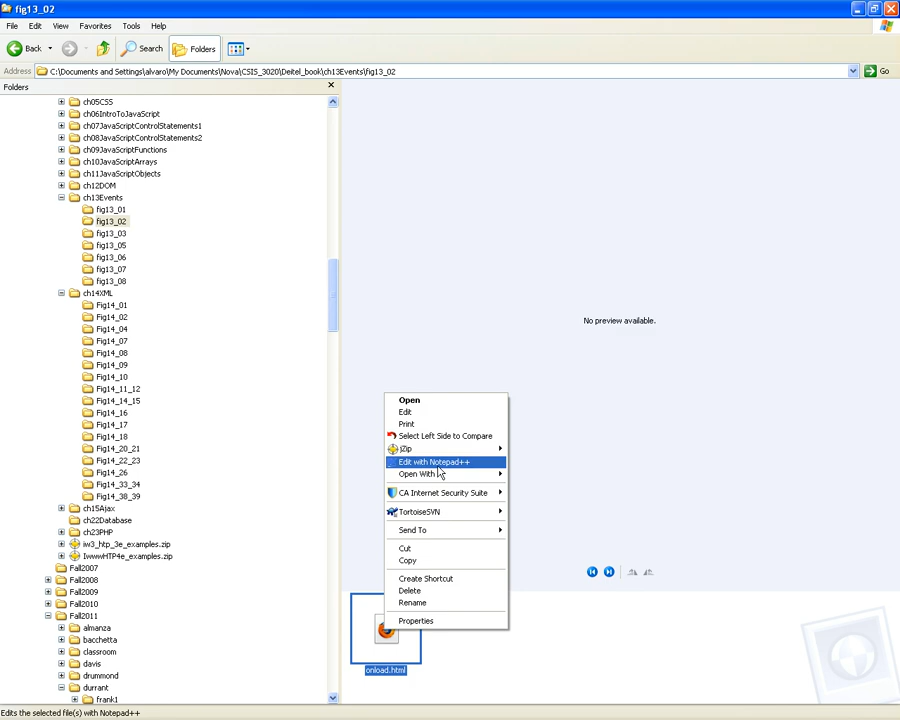 fig13_02
File Edit View Favorites Tools Help
Back Search Folders
Address C:\Documents and Settings\alvaro\My Documents\Nova\CSIS_3020\Deitel_book\ch13Events\fig13_02 Go
Folders
ch05CSS
ch06IntroToJavaScript
ch07JavaScriptControlStatements1
ch08JavaScriptControlStatements2
ch09JavaScriptFunctions
ch10JavaScriptArrays
ch11JavaScriptObjects
ch12DOM
ch13Events
fig13_01
fig13_02
fig13_03
fig13_05
fig13_06
fig13_07
fig13_08
ch14XML
Fig14_01
Fig14_02
Fig14_04
Fig14_07
Fig14_08
Fig14_09
Fig14_10
Fig14_11_12
Fig14_14_15
Fig14_16
Fig14_17
Fig14_18
Fig14_20_21
Fig14_22_23
Fig14_26
Fig14_33_34
Fig14_38_39
ch15Ajax
ch22Database
ch23PHP
iw3_htp_3e_examples.zip
IwwwHTP4e_examples.zip
Fall2007
Fall2008
Fall2009
Fall2010
Fall2011
almanza
bacchetta
classroom
davis
drummond
durrant
frank1
No preview available.
Open
Edit
Print
Select Left Side to Compare
jZip
Edit with Notepad++
Open With
CA Internet Security Suite
TortoiseSVN
Send To
Cut
Copy
Create Shortcut
Delete
Rename
Properties
onload.html
Edits the selected file(s) with Notepad++